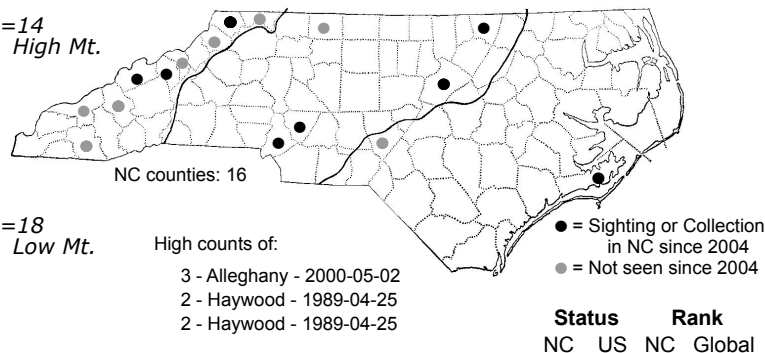 =14
High Mt.
NC counties: 16
=18
Low Mt.
High counts of:
3 - Alleghany - 2000-05-02
2 - Haywood - 1989-04-25
2 - Haywood - 1989-04-25
= Sighting or Collection
in NC since 2004
= Not seen since 2004
Status Rank
NC US NC Global